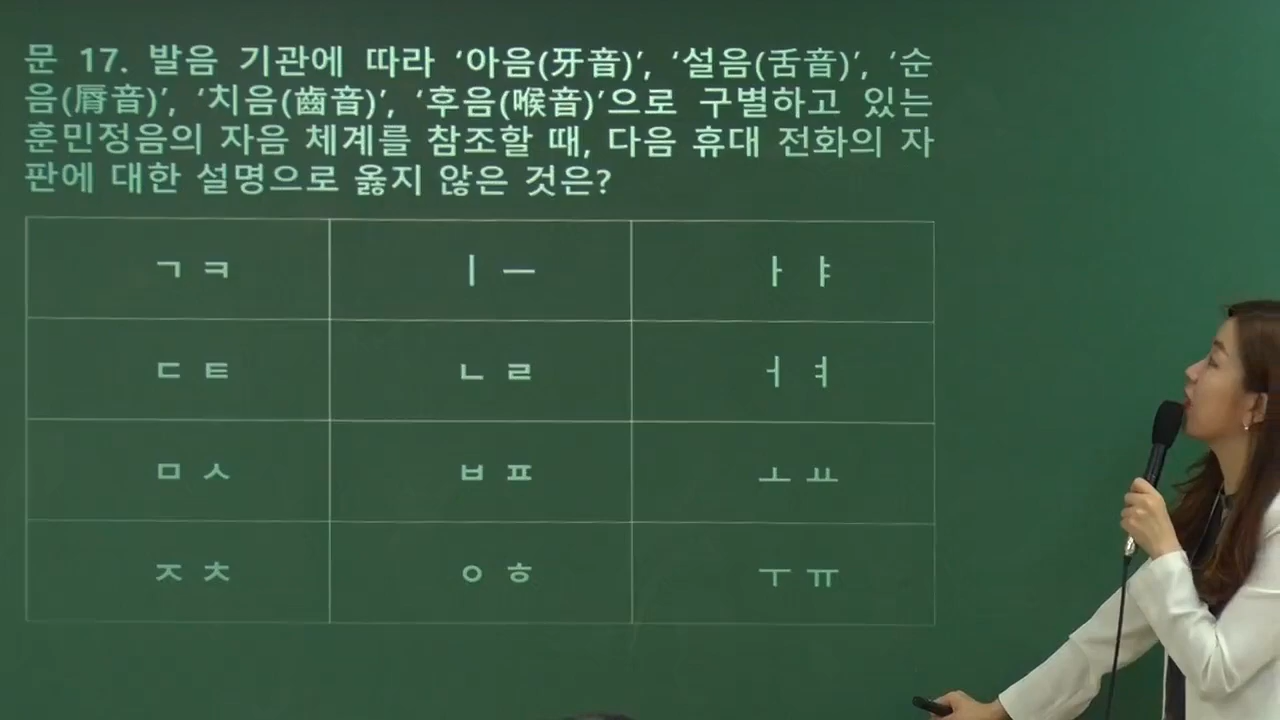 문 17. 발음 기관에 따라 ‘아음(牙音)’, ‘설음(舌音)’, ‘순
음(脣音)’, ‘치음(齒音)’, ‘후음(喉音)’으로 구별하고 있는
훈민정음의 자음 체계를 참조할 때, 다음 휴대 전화의 자
판에 대한 설명으로 옳지 않은 것은?
ㄱ ㅋ ㅣ ㅡ ㅏ ㅑ
ㄷ ㅌ ㄴ ㄹ ㅓ ㅕ
ㅁ ㅅ ㅂ ㅍ ㅗ ㅛ
ㅈ ㅊ ㅇ ㅎ ㅜ ㅠ